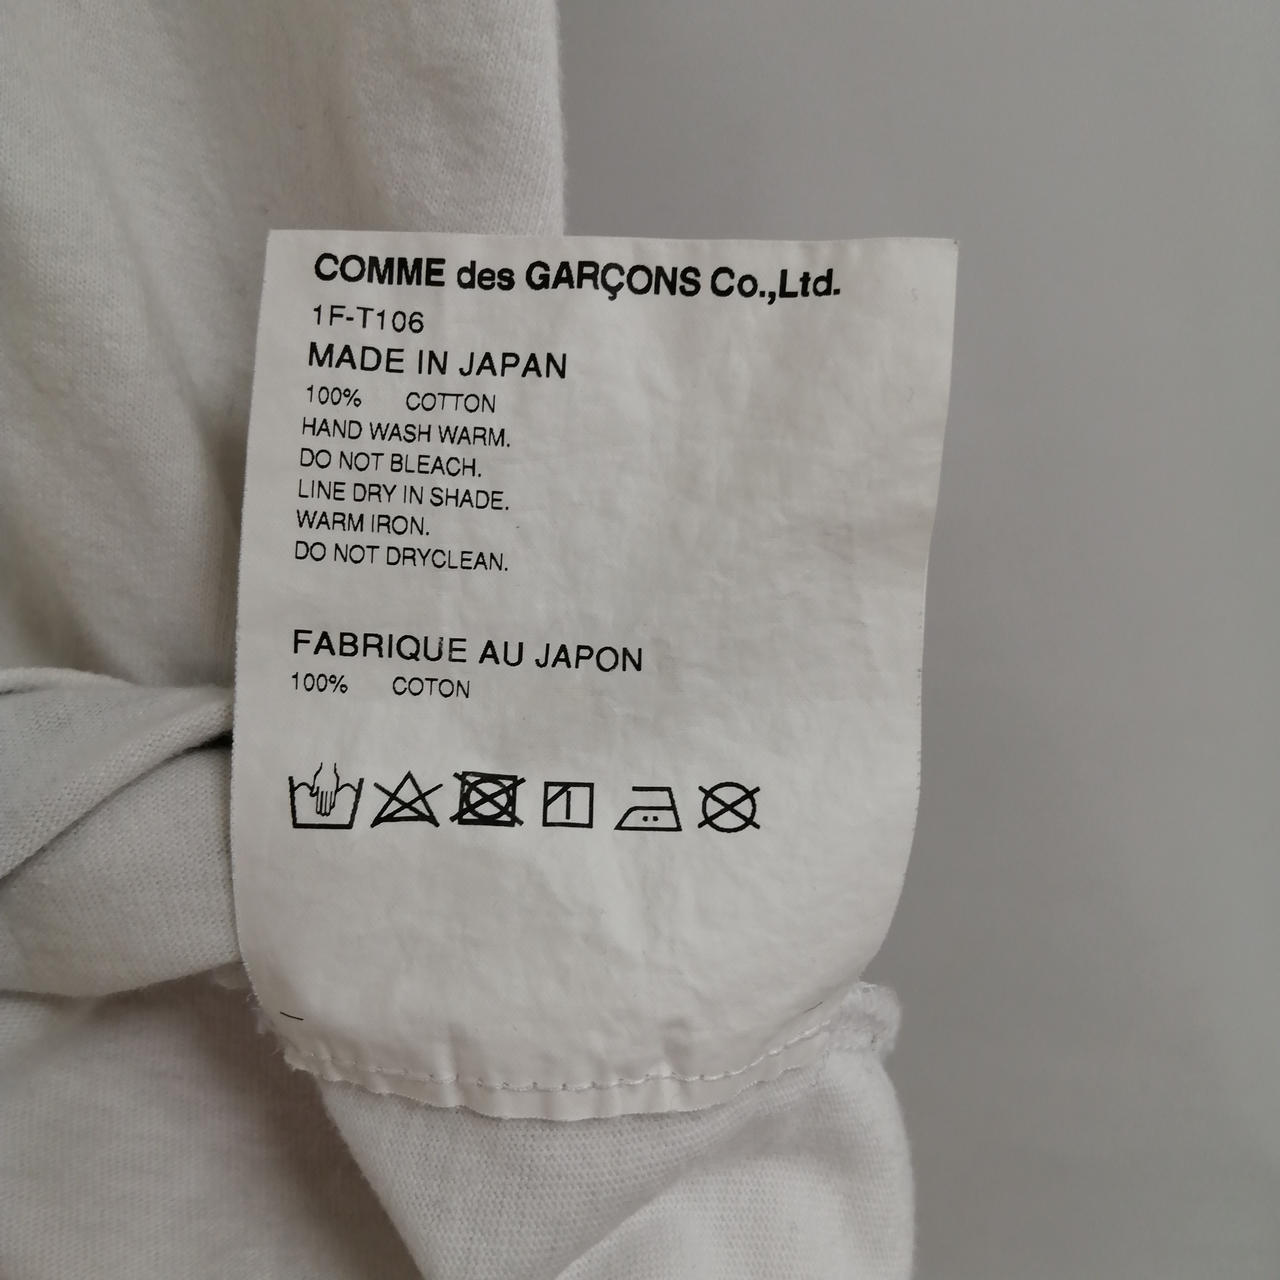 COMME des GARÇONS Co.,Ltd.
1F-T106
MADE IN JAPAN
100% COTTON
HAND WASH WARM.
DO NOT BLEACH.
LINE DRY IN SHADE.
WARM IRON.
DO NOT DRYCLEAN.
FABRIQUE AU JAPON
100% COTON